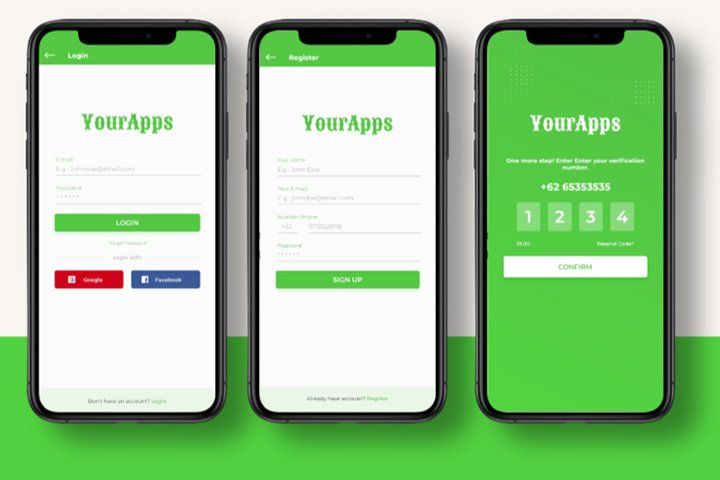 Login
YourApps
E-mail
E.g : Johndoe@email.com
Password
******
LOGIN
Login with
Google
Facebook
Don't have an account? Login
Register
YourApps
Your name
E.g : John Doe
Your E.mail
E.g : johndoe@email.com
Number Phone
+22
Password
******
SIGN UP
Already have account? Register
YourApps
One more step! Enter Enter your verification
number.
+62 65353535
1 2 3 4
01.00 Resend Code?
CONFIRM